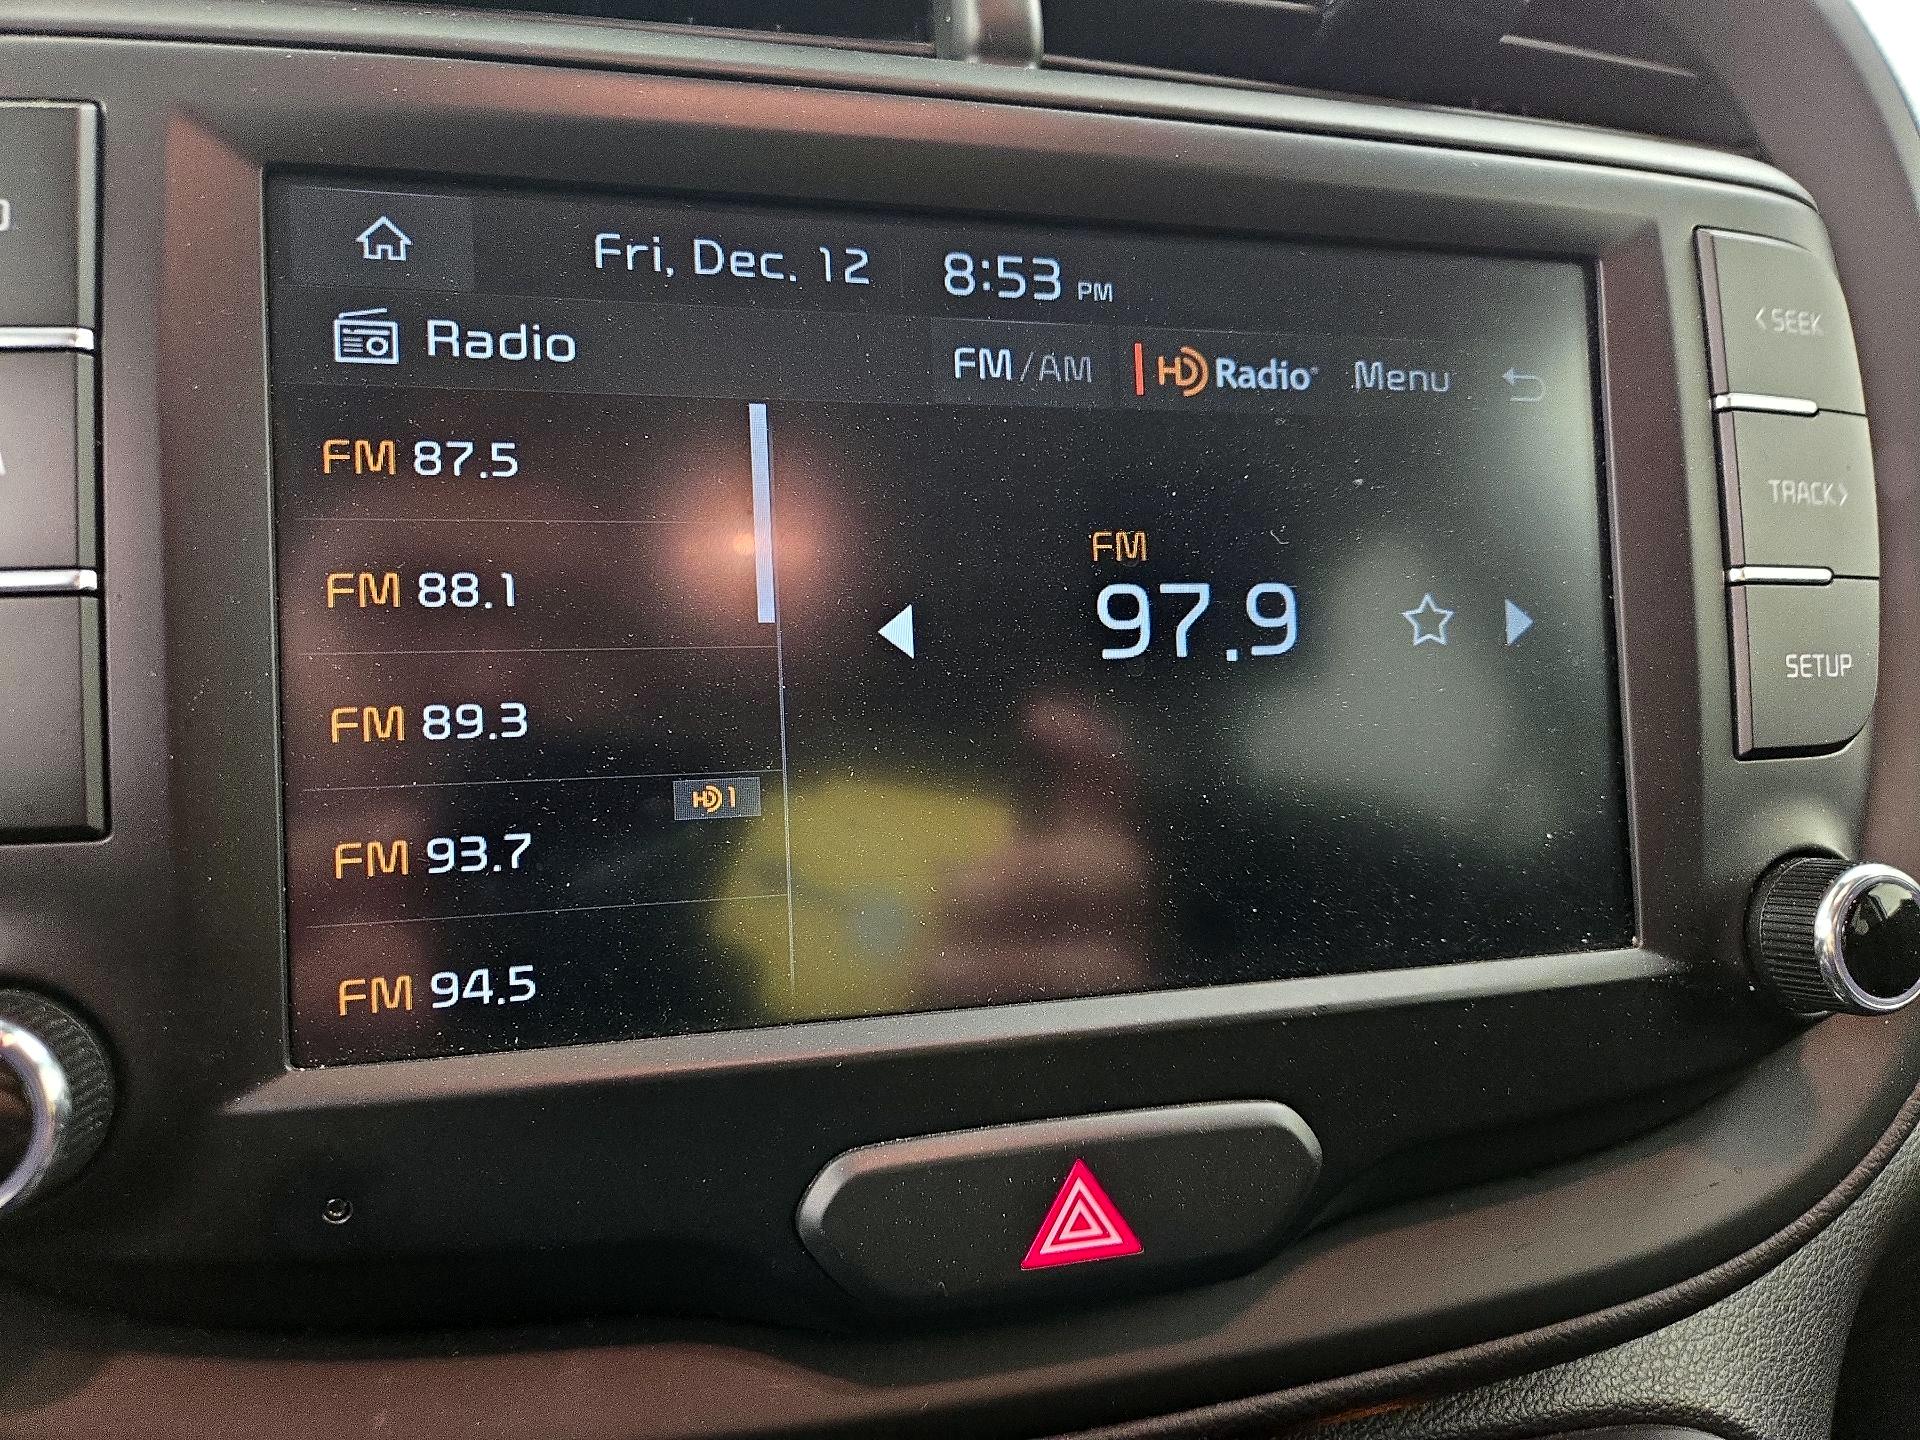 Fri, Dec. 12 8:53 PM
Radio FM/AM HD Radio Menu
FM 87.5
FM 88.1
FM 89.3
HD 1
FM 93.7
FM 94.5
FM
97.9
< SEEK
TRACK >
SETUP